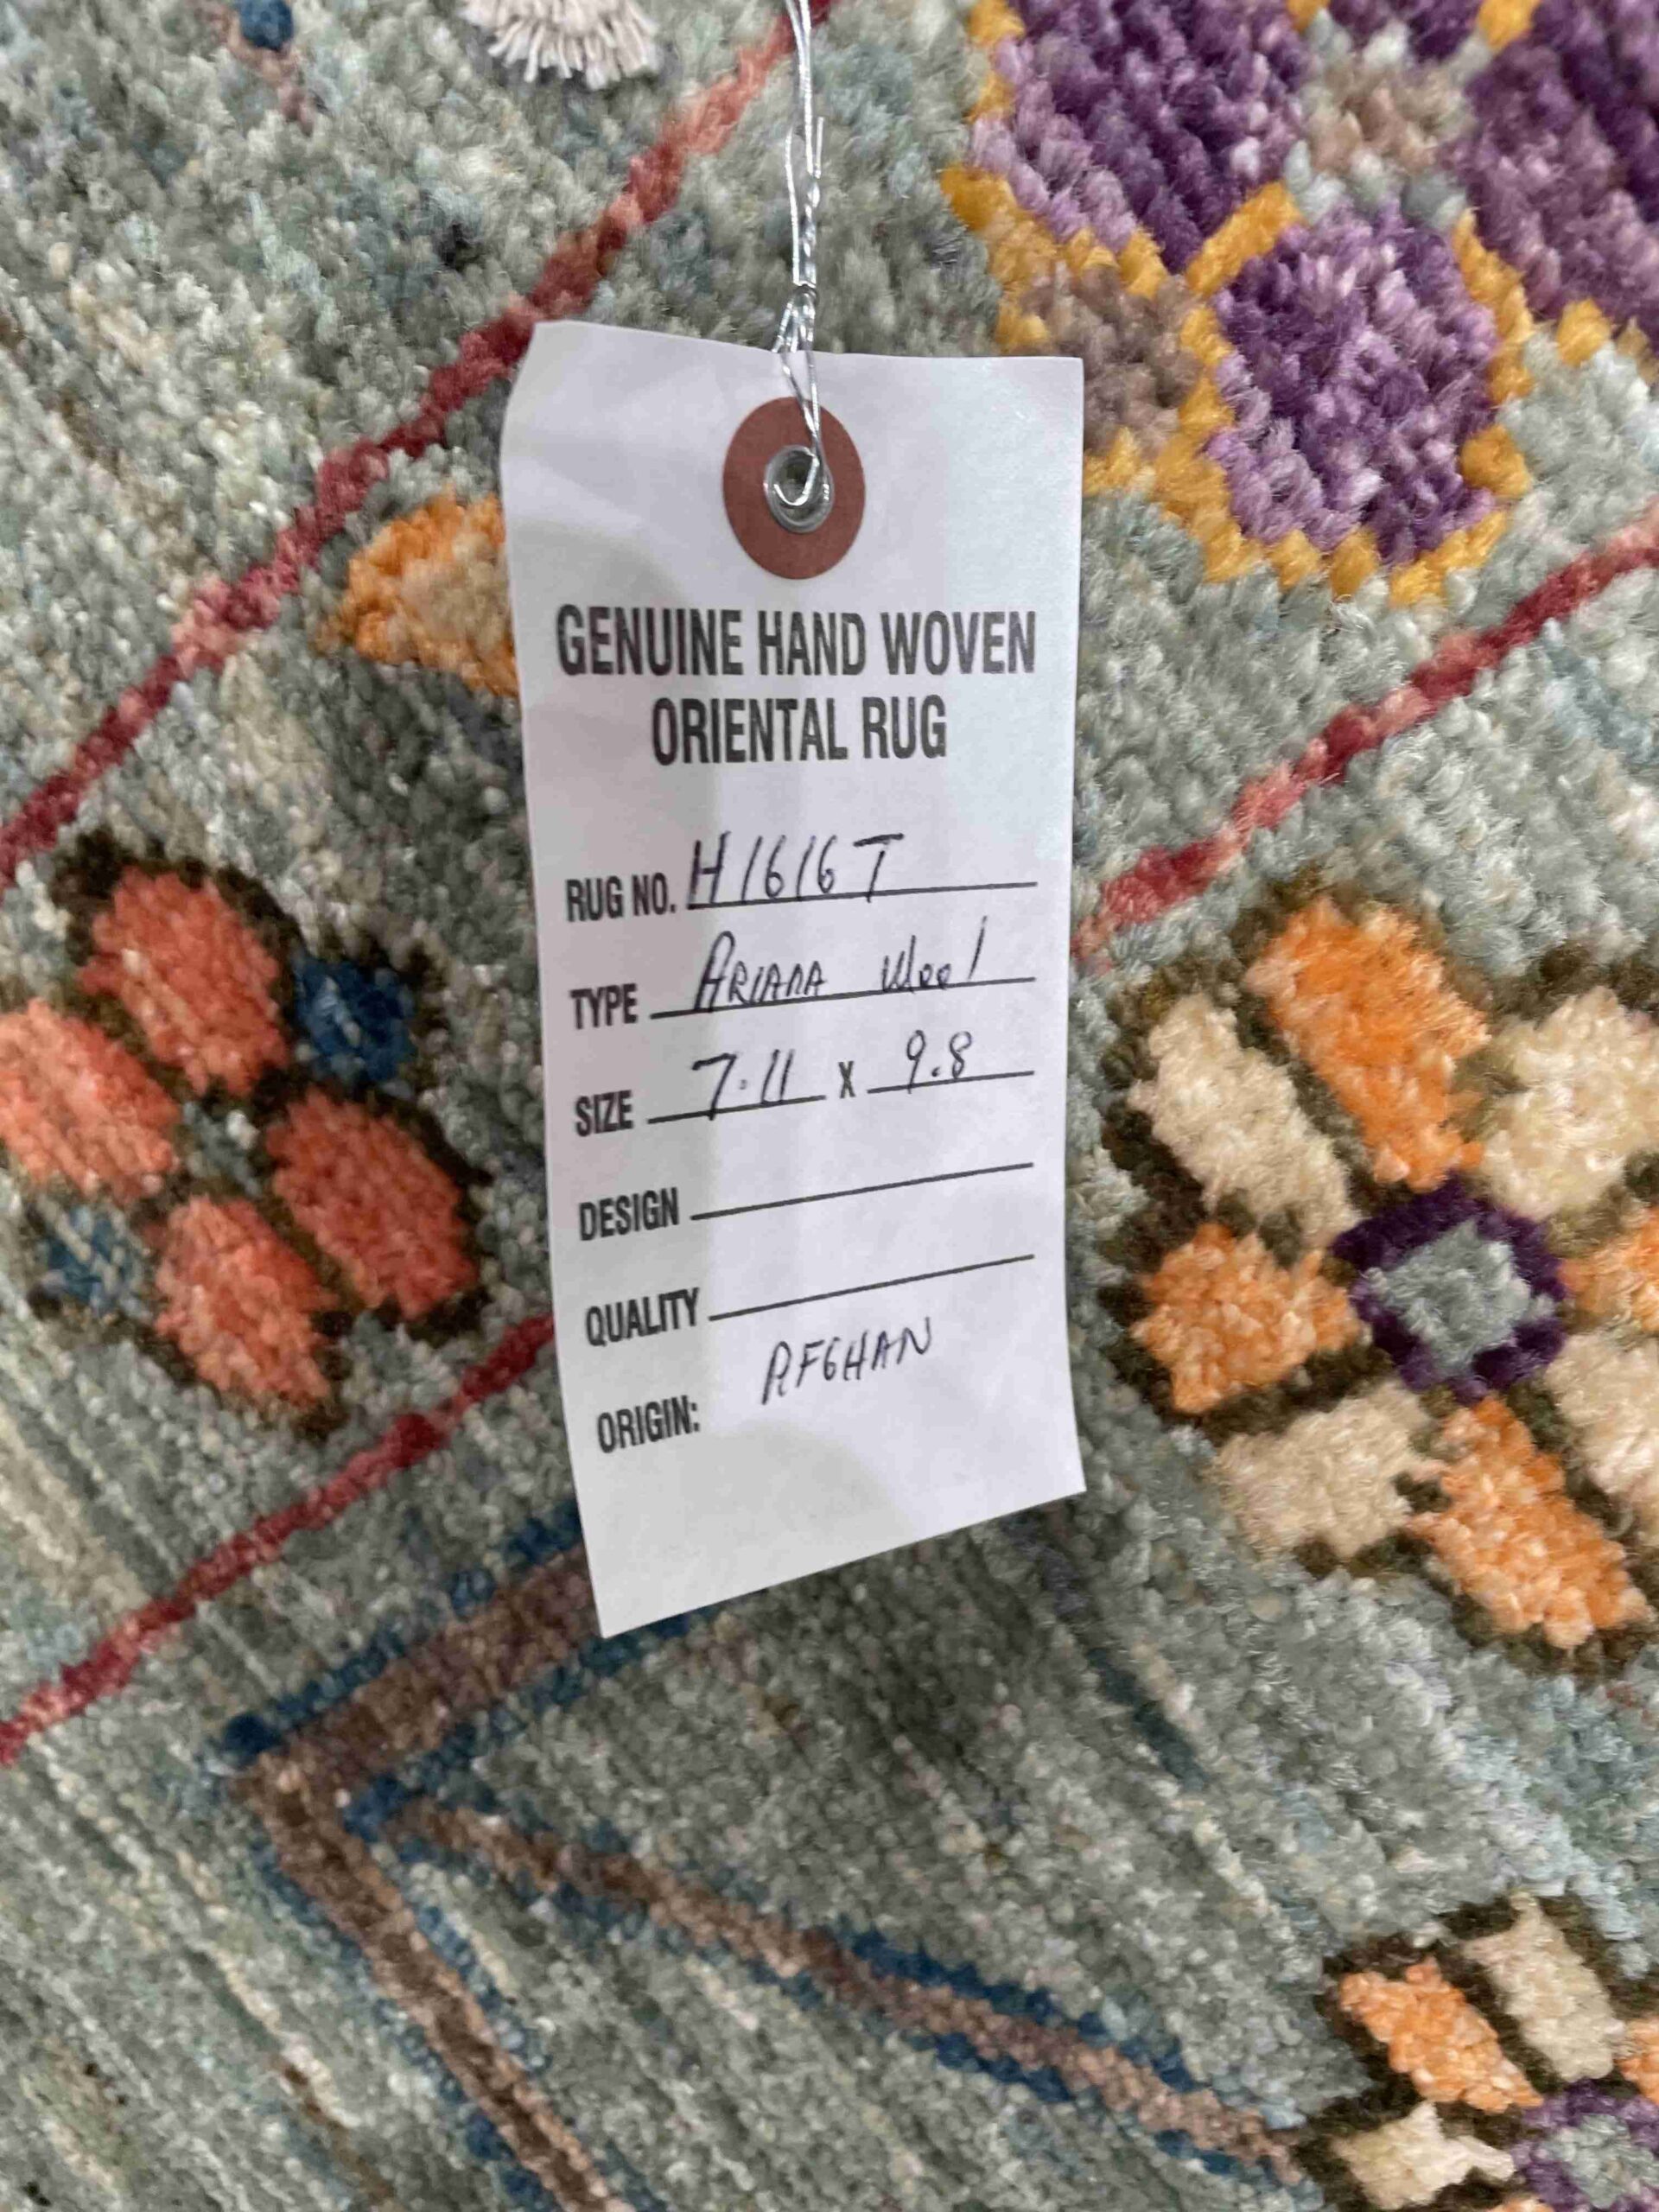 GENUINE HAND WOVEN
ORIENTAL RUG
RUG NO. H1616T
TYPE ARIANA Wool
SIZE 7.11 X 9.8
DESIGN
QUALITY
ORIGIN: AFGHAN